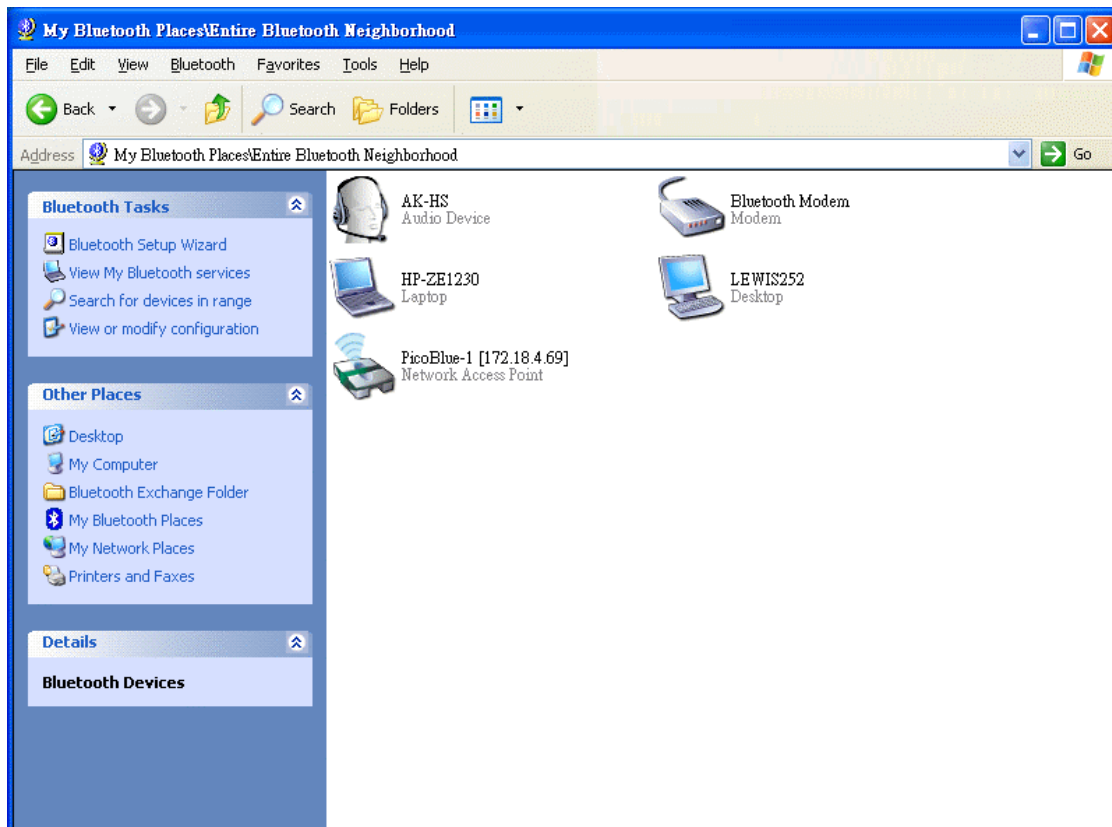 My Bluetooth Places\Entire Bluetooth Neighborhood
File Edit View Bluetooth Favorites Tools Help
Back Search Folders
Address My Bluetooth Places\Entire Bluetooth Neighborhood Go
Bluetooth Tasks
Bluetooth Setup Wizard
View My Bluetooth services
Search for devices in range
View or modify configuration
Other Places
Desktop
My Computer
Bluetooth Exchange Folder
My Bluetooth Places
My Network Places
Printers and Faxes
Details
Bluetooth Devices
AK-HS
Audio Device
Bluetooth Modem
Modem
HP-ZE1230
Laptop
LEWIS252
Desktop
PicoBlue-1 [172.18.4.69]
Network Access Point